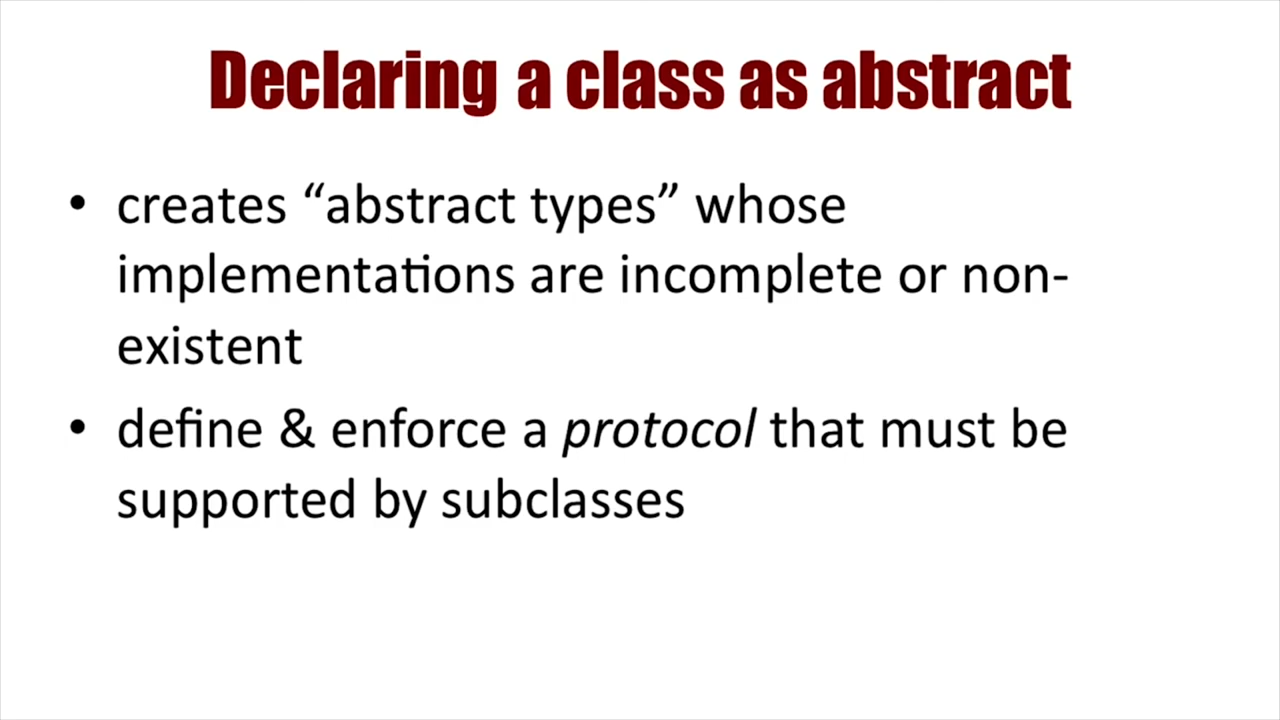 Declaring a class as abstract
• creates “abstract types” whose
implementations are incomplete or non-
existent
• define & enforce a protocol that must be
supported by subclasses